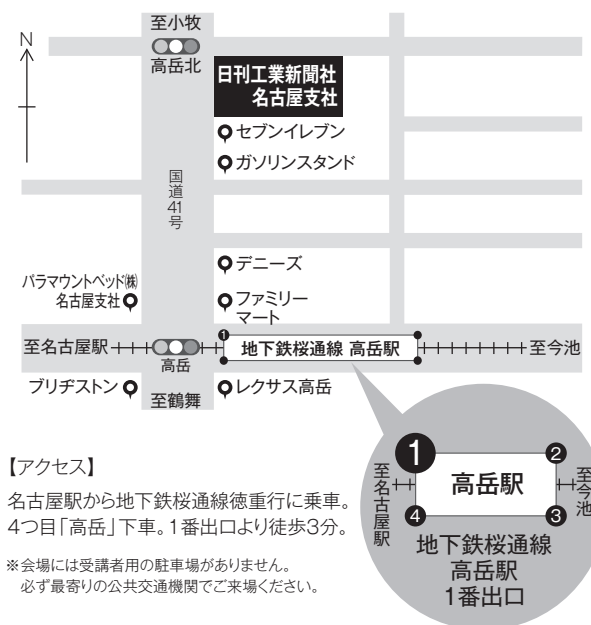 至小牧
N
高岳北
日刊工業新聞社
名古屋支社
セブンイレブン
ガソリンスタンド
国道41号
デニーズ
パラマウントベッド㈱
名古屋支社
ファミリー
マート
至名古屋駅
1
地下鉄桜通線 高岳駅
至今池
高岳
ブリヂストン
至鶴舞
レクサス高岳
1
2
至名古屋駅
高岳駅
至今池
4
3
地下鉄桜通線
高岳駅
1番出口
【アクセス】
名古屋駅から地下鉄桜通線徳重行に乗車。
4つ目「高岳」下車。1番出口より徒歩3分。
※会場には受講者用の駐車場がありません。
必ず最寄りの公共交通機関でご来場ください。